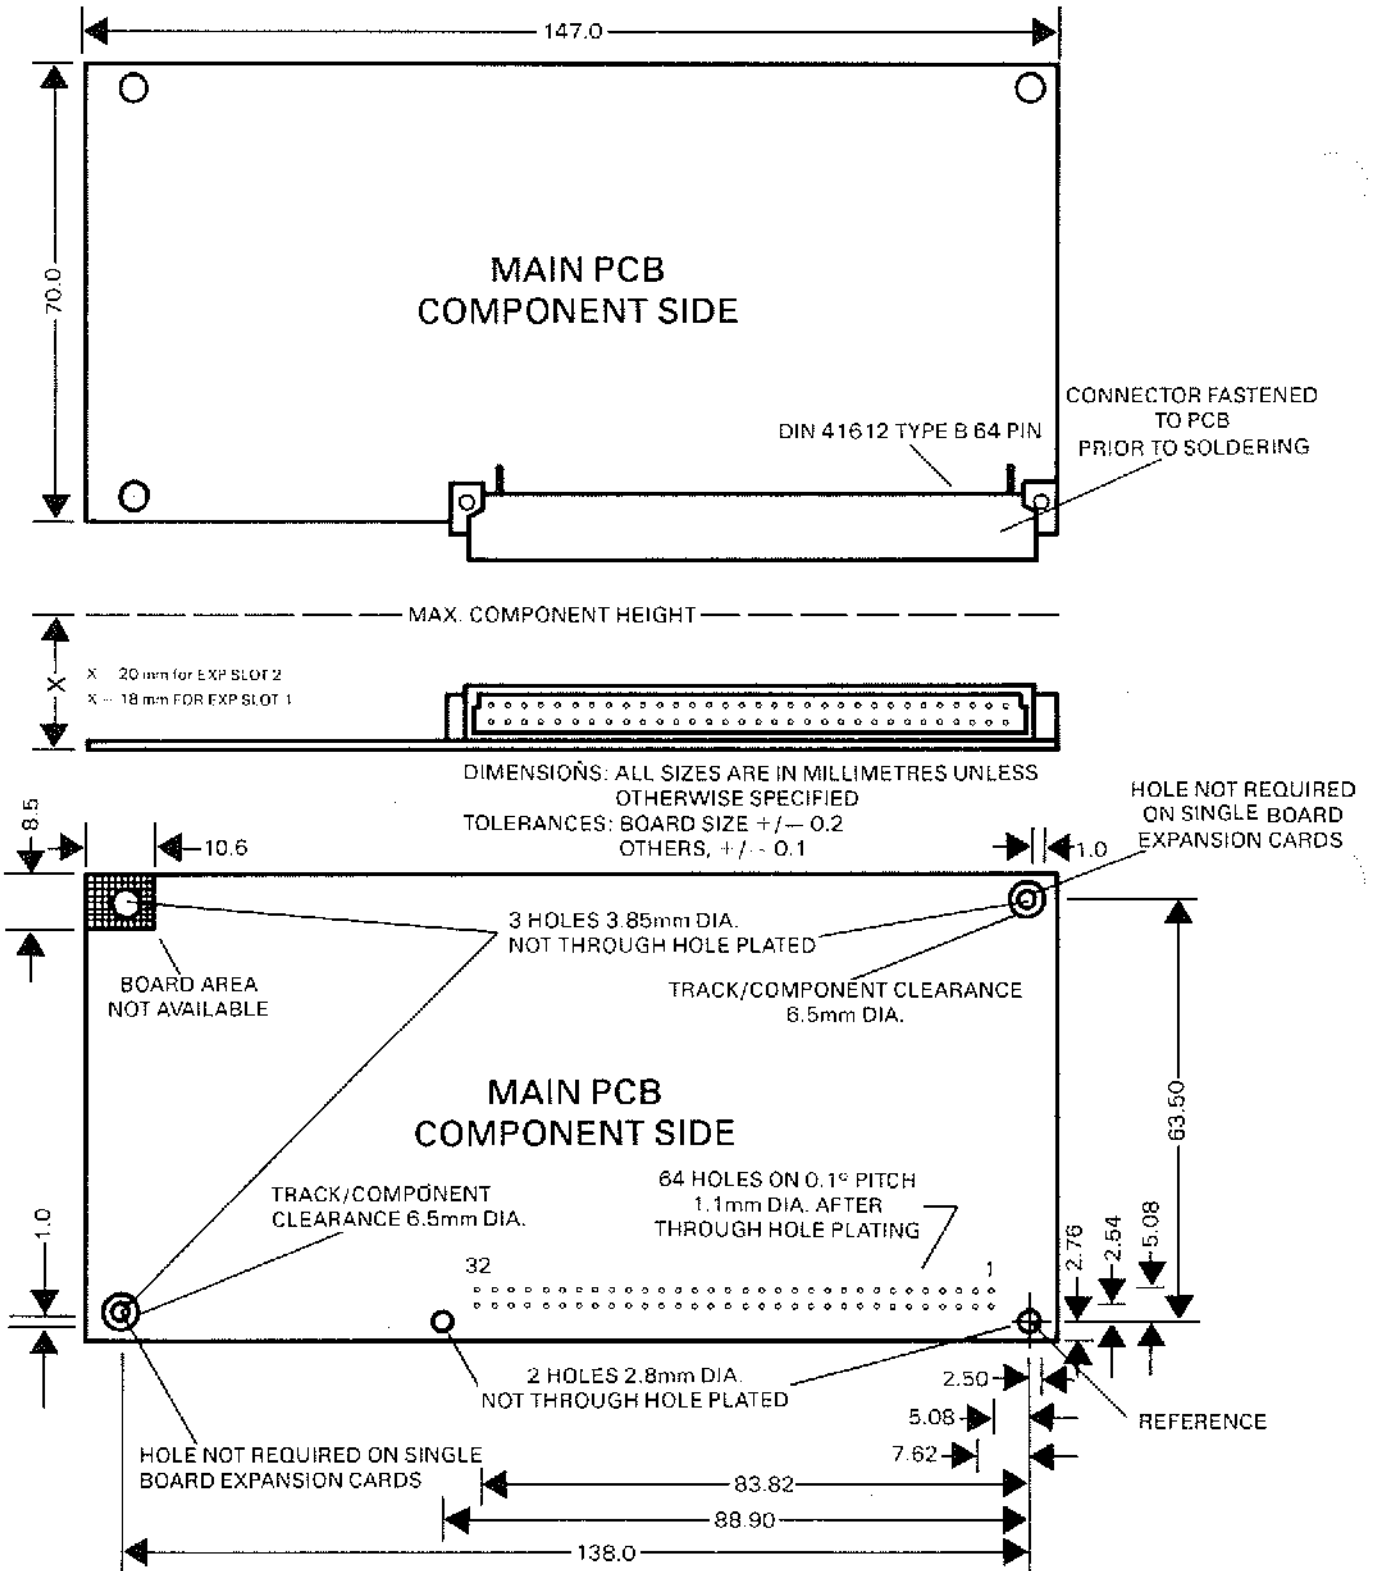 147.0
70.0
MAIN PCB
COMPONENT SIDE
CONNECTOR FASTENED
TO PCB
PRIOR TO SOLDERING
DIN 41612 TYPE B 64 PIN
MAX. COMPONENT HEIGHT
X
X 20 mm for EXP SLOT 2
X - 18 mm FOR EXP SLOT 1
DIMENSIONS: ALL SIZES ARE IN MILLIMETRES UNLESS
OTHERWISE SPECIFIED
TOLERANCES: BOARD SIZE +/- 0.2
OTHERS, +/- 0.1
HOLE NOT REQUIRED
ON SINGLE BOARD
EXPANSION CARDS
8.5
10.6
1.0
3 HOLES 3.85mm DIA.
NOT THROUGH HOLE PLATED
BOARD AREA
NOT AVAILABLE
TRACK/COMPONENT CLEARANCE
6.5mm DIA.
MAIN PCB
COMPONENT SIDE
63.50
64 HOLES ON 0.1" PITCH
1.1mm DIA. AFTER
THROUGH HOLE PLATING
TRACK/COMPONENT
CLEARANCE 6.5mm DIA.
1.0
32
1
2.76
2.54
5.08
2 HOLES 2.8mm DIA.
NOT THROUGH HOLE PLATED
2.50
5.08
REFERENCE
7.62
HOLE NOT REQUIRED ON SINGLE
BOARD EXPANSION CARDS
83.82
88.90
138.0